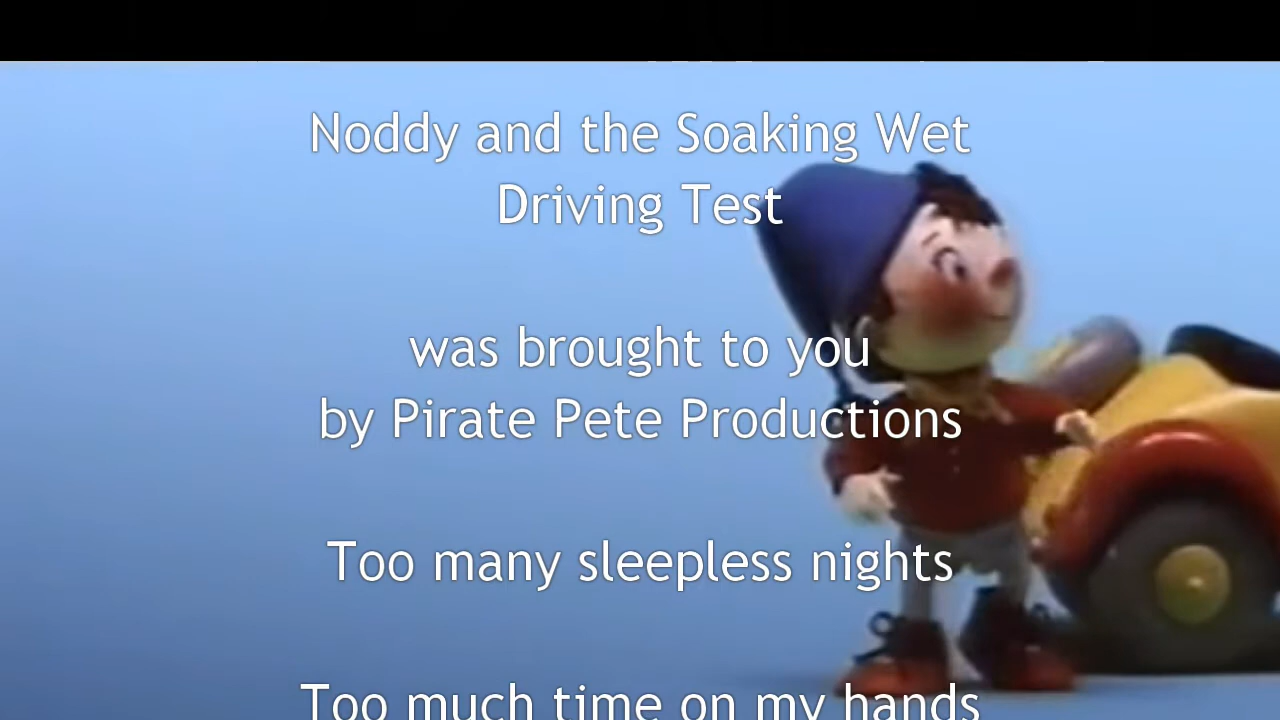 Noddy and the Soaking Wet
Driving Test
was brought to you
by Pirate Pete Productions
Too many sleepless nights
Too much time on my hands